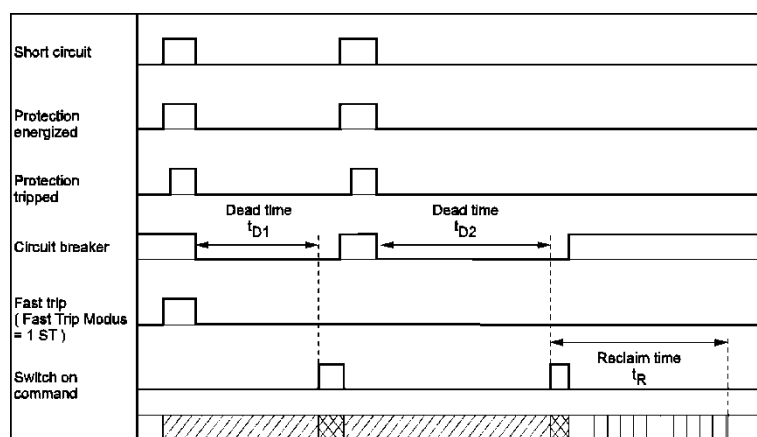 Short circuit
Protection
energized
Protection
tripped
Dead time
tD1
Dead time
tD2
Circuit breaker
Fast trip
( Fast Trip Modus
= 1 ST )
Reclaim time
tR
Switch on
command